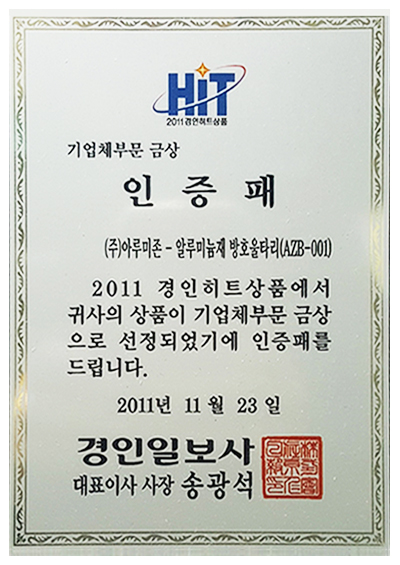 HiT
2011경인히트상품
기업체부문 금상
인 증 패
(주)아루미존 - 알루미늄재 방호울타리(AZB-001)
2011 경인히트상품에서
귀사의 상품이 기업체부문 금상
으로 선정되었기에 인증패를
드립니다.
2011년 11월 23일
경인일보사
대표이사 사장 송광석